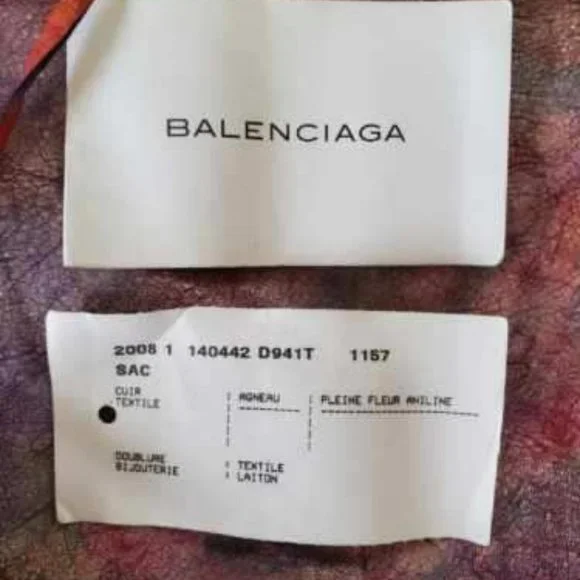 BALENCIAGA
2008 1 140442 D941T 1157
SAC
CUIR ¦ AGNEAU ¦ PLEINE FLEUR ANILINE
TEXTILE ¦ ------------ ¦ ------------------------
DOUBLURE ¦ TEXTILE
BIJOUTERIE ¦ LAITON